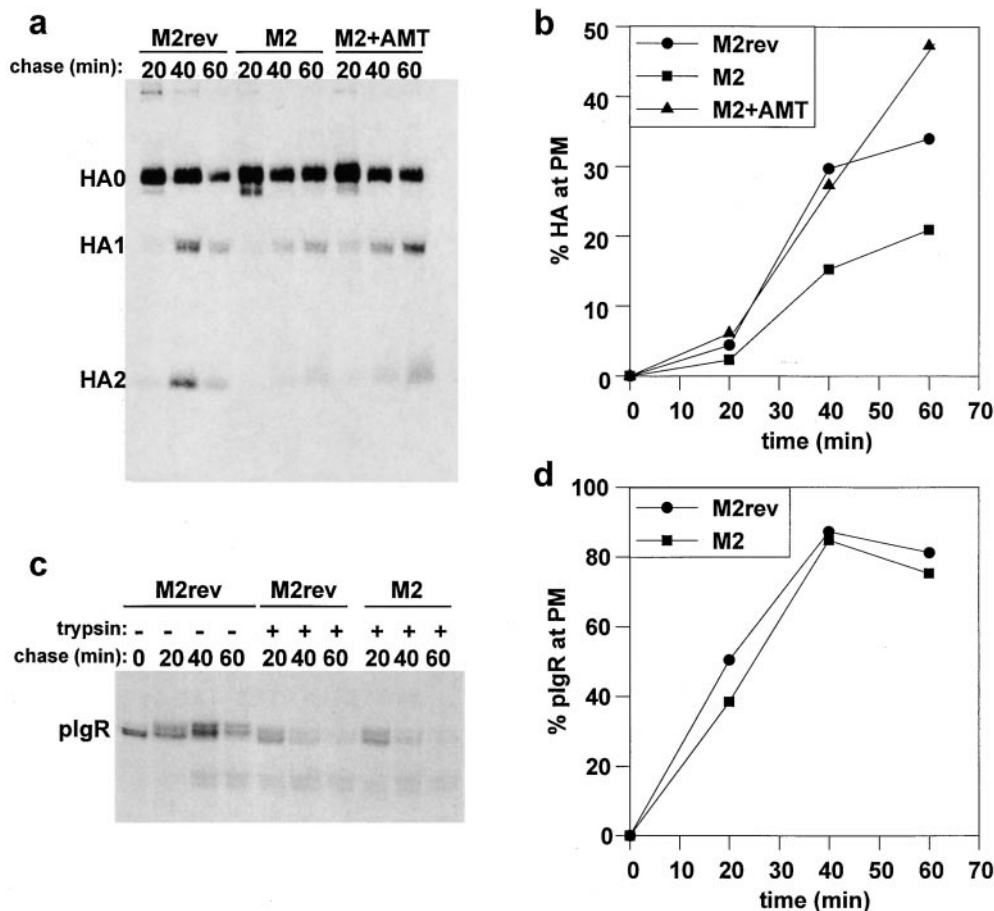 a
M2rev M2 M2+AMT
chase (min): 20 40 60 20 40 60 20 40 60
HA0
HA1
HA2
b
50
40
30
20
10
0
% HA at PM
M2rev
M2
M2+AMT
0 10 20 30 40 50 60 70
time (min)
c
M2rev M2rev M2
trypsin: - - - - + + + + + +
chase (min): 0 20 40 60 20 40 60 20 40 60
pIgR
d
100
80
60
40
20
0
% pIgR at PM
M2rev
M2
0 10 20 30 40 50 60 70
time (min)